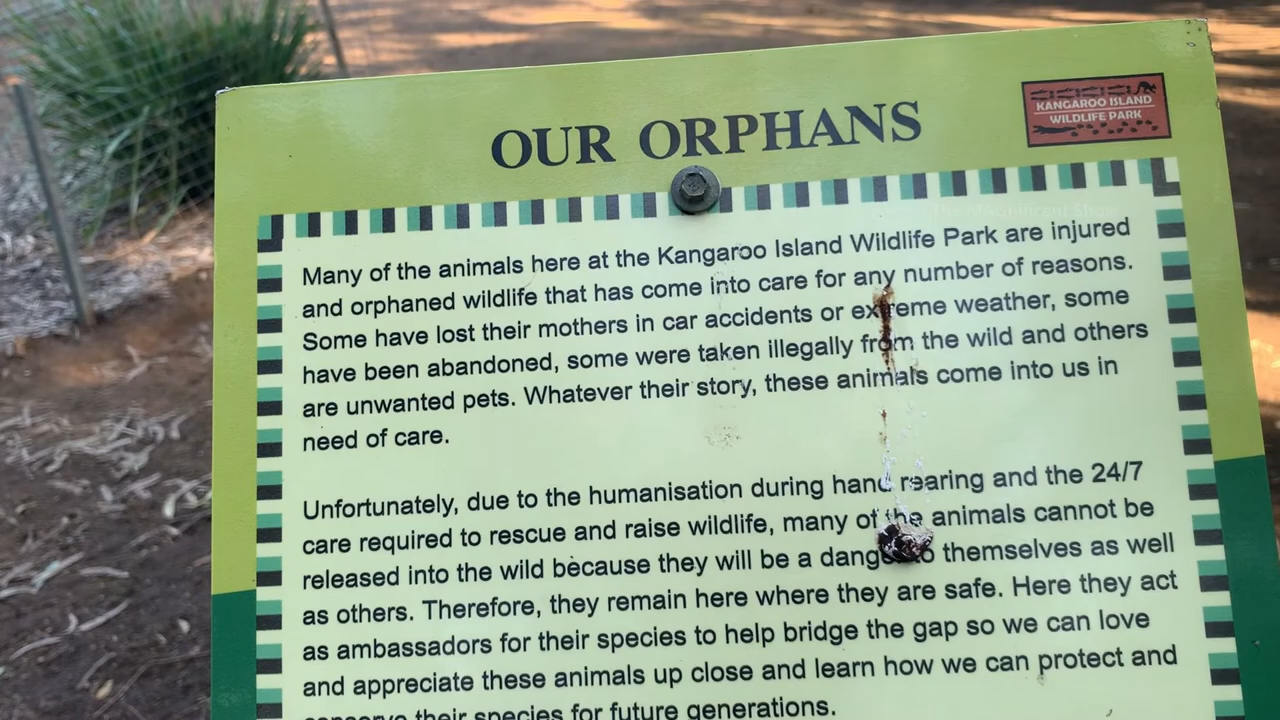 OUR ORPHANS
KANGAROO ISLAND
WILDLIFE PARK
The MAGnificent Show
Many of the animals here at the Kangaroo Island Wildlife Park are injured
and orphaned wildlife that has come into care for any number of reasons.
Some have lost their mothers in car accidents or extreme weather, some
have been abandoned, some were taken illegally from the wild and others
are unwanted pets. Whatever their story, these animals come into us in
need of care.
Unfortunately, due to the humanisation during hand rearing and the 24/7
care required to rescue and raise wildlife, many of the animals cannot be
released into the wild because they will be a danger to themselves as well
as others. Therefore, they remain here where they are safe. Here they act
as ambassadors for their species to help bridge the gap so we can love
and appreciate these animals up close and learn how we can protect and
conserve their species for future generations.